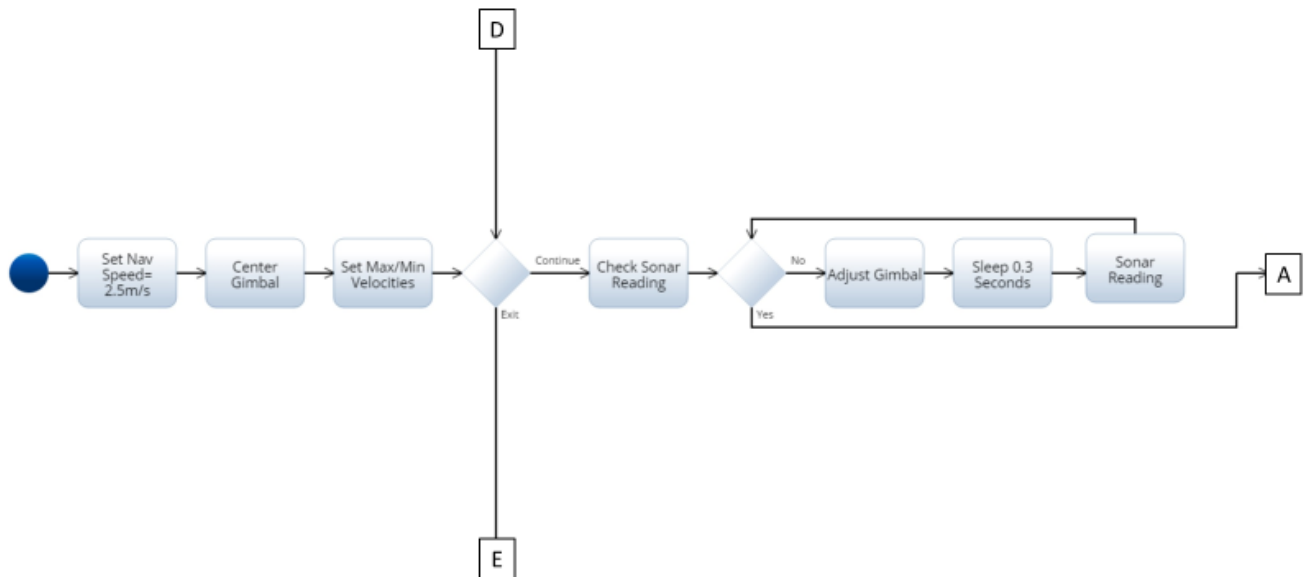 D
Set Nav
Speed=
2.5m/s
Center
Gimbal
Set Max/Min
Velocities
Continue
Exit
Check Sonar
Reading
No
Yes
Adjust Gimbal
Sleep 0.3
Seconds
Sonar
Reading
A
E